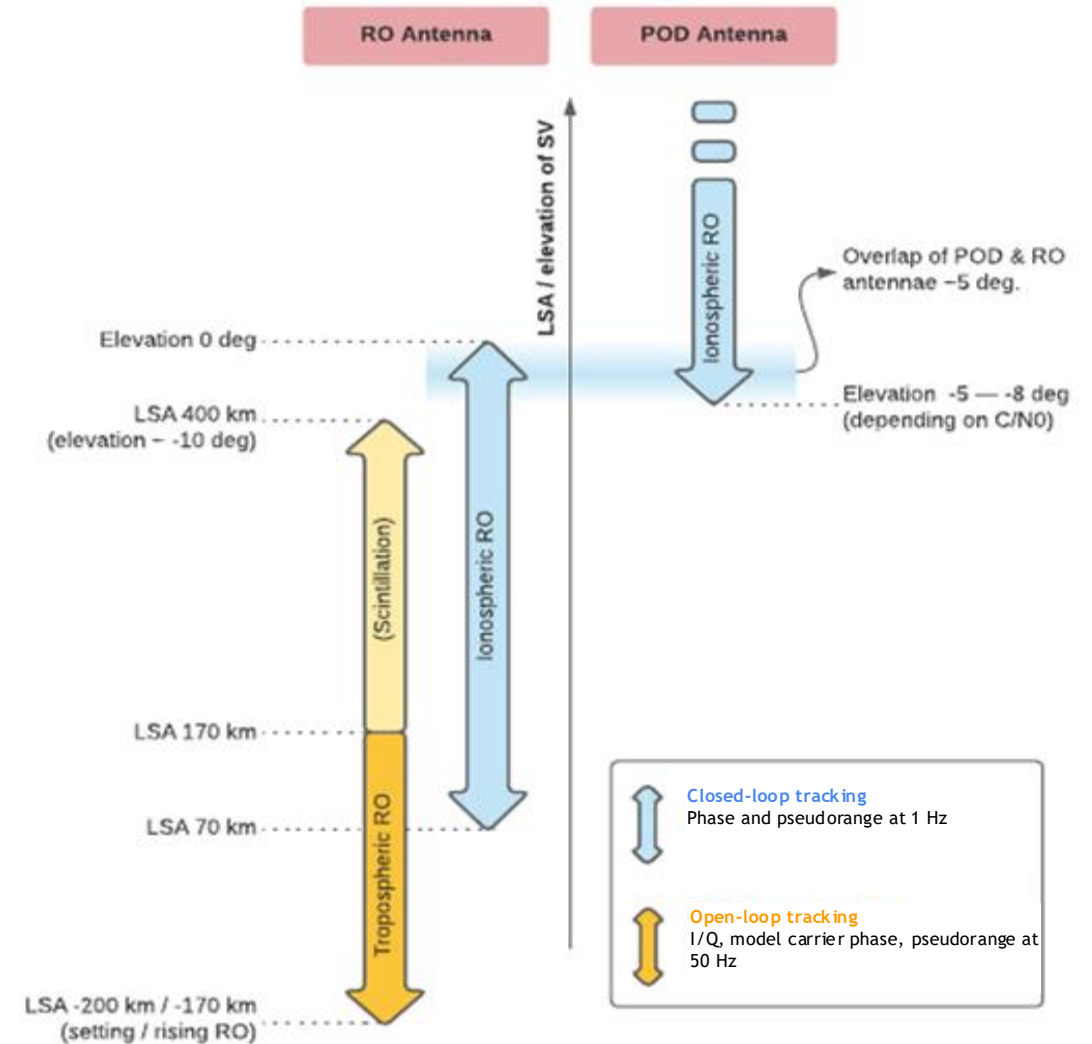 RO Antenna
POD Antenna
LSA / elevation of SV
Ionospheric RO
Overlap of POD & RO
antennae ~5 deg.
Elevation 0 deg
Elevation -5 — -8 deg
(depending on C/N0)
LSA 400 km
(elevation ~ -10 deg)
(Scintillation)
Ionospheric RO
LSA 170 km
LSA 70 km
Tropospheric RO
LSA -200 km / -170 km
(setting / rising RO)
Closed-loop tracking
Phase and pseudorange at 1 Hz
Open-loop tracking
I/Q, model carrier phase, pseudorange at
50 Hz